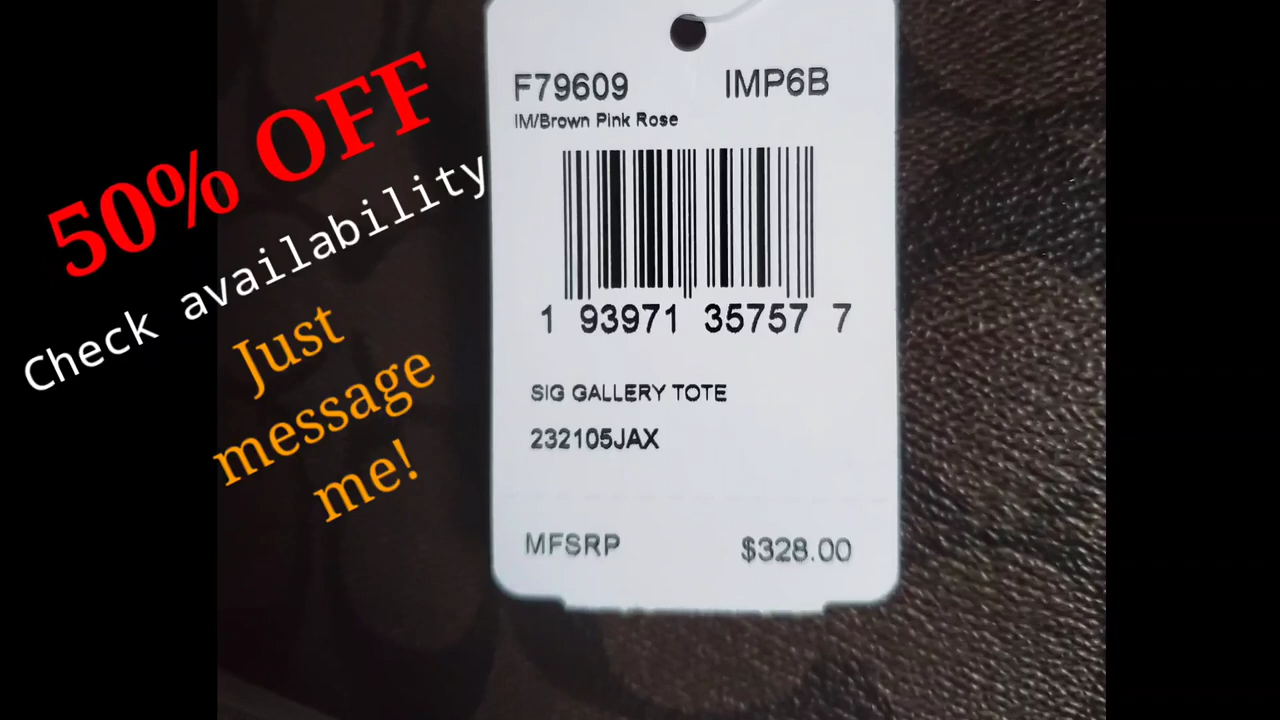 50% OFF
Check availability
Just
message
me!
F79609 IMP6B
IM/Brown Pink Rose
1 93971 35757 7
SIG GALLERY TOTE
232105JAX
MFSRP $328.00